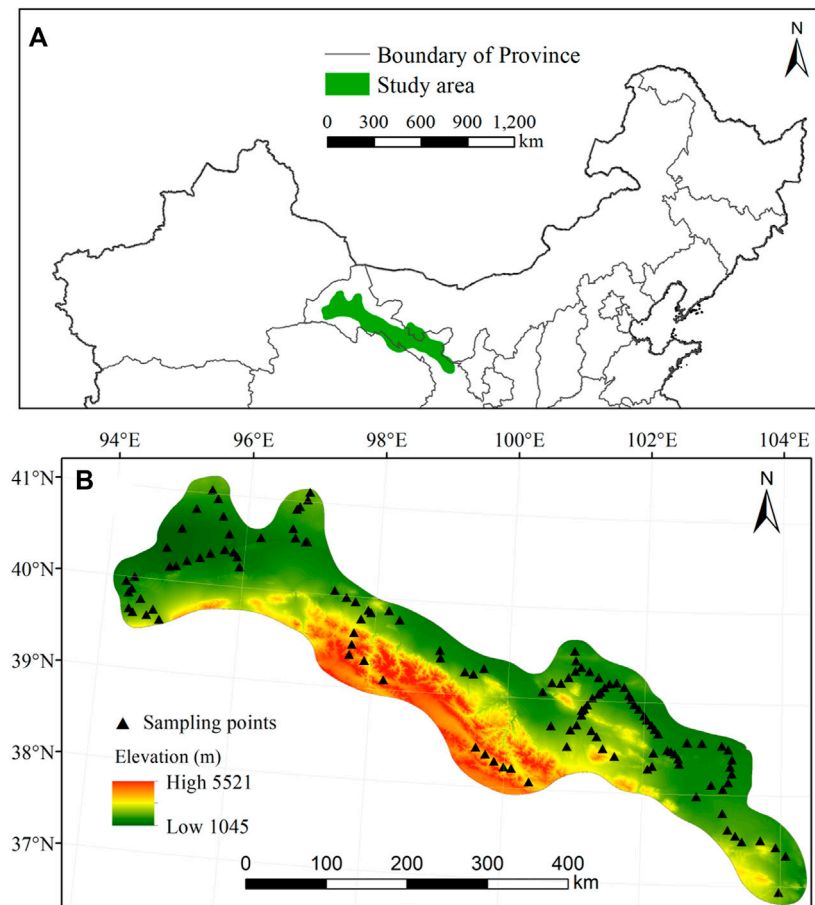 A
N
Boundary of Province
Study area
0 300 600 900 1,200
km
94°E 96°E 98°E 100°E 102°E 104°E
41°N
B
N
40°N
39°N
Sampling points
38°N
Elevation (m)
High 5521
Low 1045
37°N
0 100 200 300 400
km